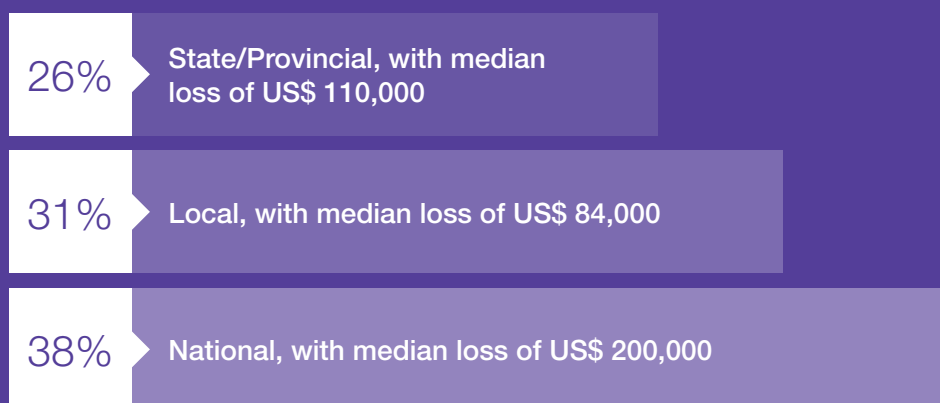 26%
State/Provincial, with median
loss of US$ 110,000
31%
Local, with median loss of US$ 84,000
38%
National, with median loss of US$ 200,000